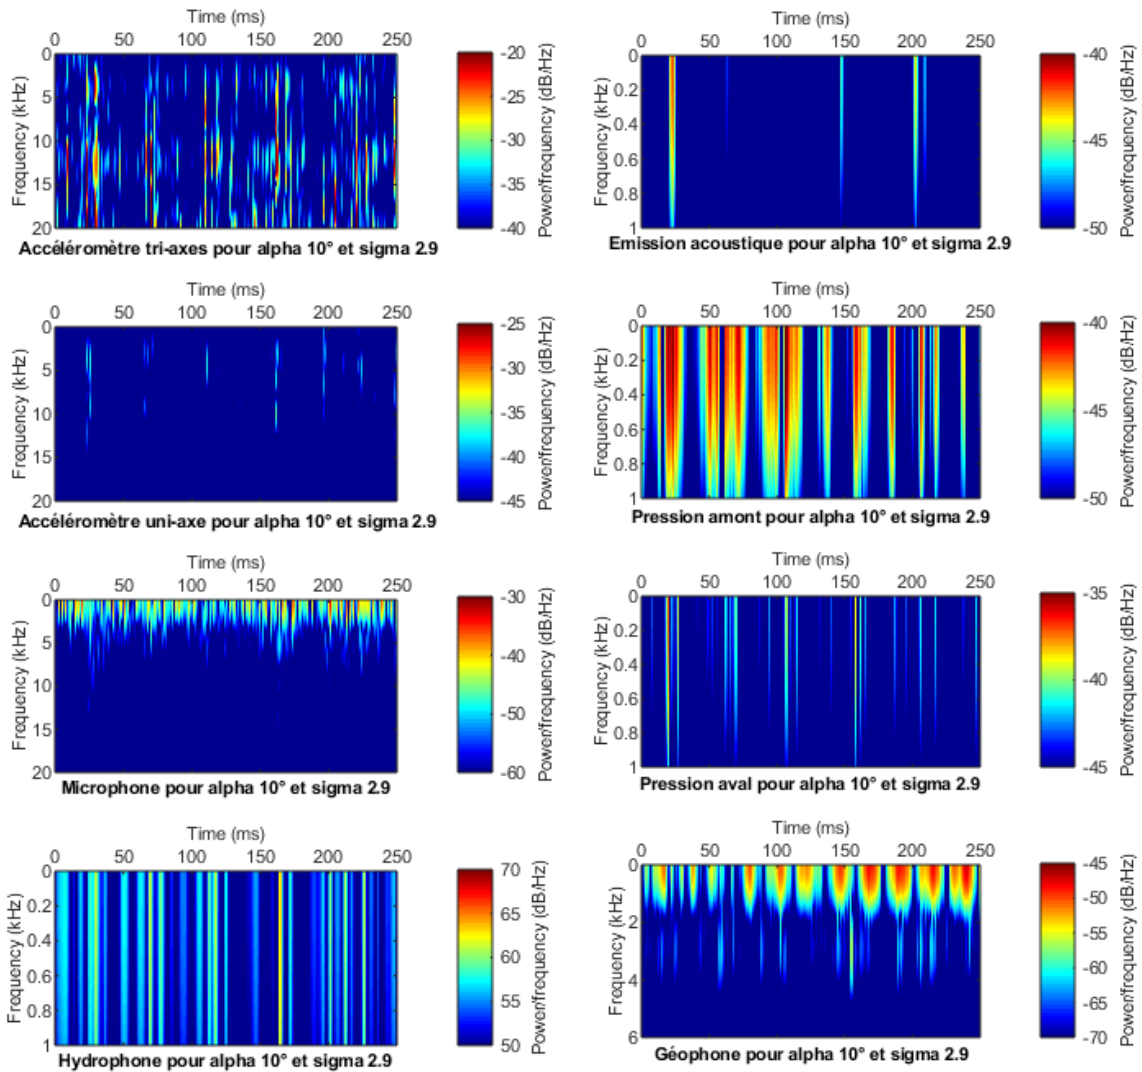 Time (ms)
0 50 100 150 200 250
0
5
10
15
20
Frequency (kHz)
-20
-25
-30
-35
-40
Power/frequency (dB/Hz)
Accéléromètre tri-axes pour alpha 10° et sigma 2.9
Time (ms)
0 50 100 150 200 250
0
0.2
0.4
0.6
0.8
1
Frequency (kHz)
-40
-45
-50
Power/frequency (dB/Hz)
Emission acoustique pour alpha 10° et sigma 2.9
Time (ms)
0 50 100 150 200 250
0
5
10
15
20
Frequency (kHz)
-25
-30
-35
-40
-45
Power/frequency (dB/Hz)
Accéléromètre uni-axe pour alpha 10° et sigma 2.9
Time (ms)
0 50 100 150 200 250
0
0.2
0.4
0.6
0.8
1
Frequency (kHz)
-40
-45
-50
Power/frequency (dB/Hz)
Pression amont pour alpha 10° et sigma 2.9
Time (ms)
0 50 100 150 200 250
0
5
10
15
20
Frequency (kHz)
-30
-40
-50
-60
Power/frequency (dB/Hz)
Microphone pour alpha 10° et sigma 2.9
Time (ms)
0 50 100 150 200 250
0
0.2
0.4
0.6
0.8
1
Frequency (kHz)
-35
-40
-45
Power/frequency (dB/Hz)
Pression aval pour alpha 10° et sigma 2.9
Time (ms)
0 50 100 150 200 250
0
0.2
0.4
0.6
0.8
1
Frequency (kHz)
70
65
60
55
50
Power/frequency (dB/Hz)
Hydrophone pour alpha 10° et sigma 2.9
Time (ms)
0 50 100 150 200 250
0
2
4
6
Frequency (kHz)
-45
-50
-55
-60
-65
-70
Power/frequency (dB/Hz)
Géophone pour alpha 10° et sigma 2.9